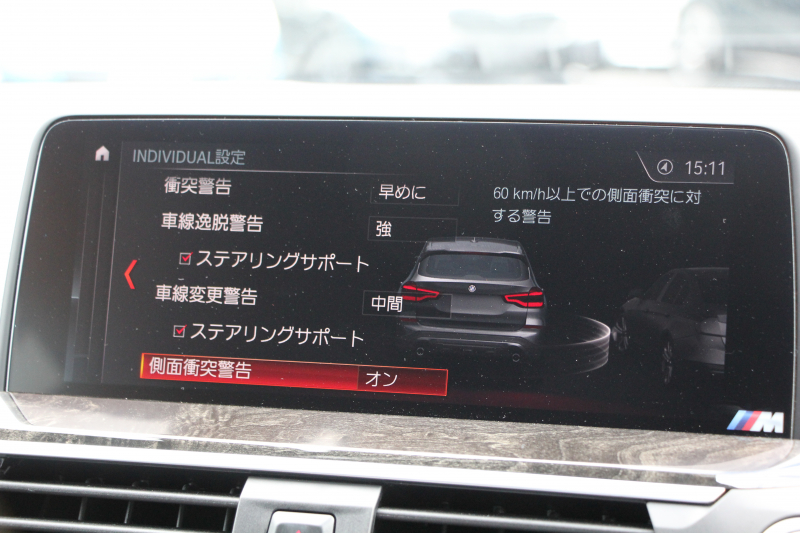 INDIVIDUAL設定
15:11
衝突警告 早めに
車線逸脱警告 強
ステアリングサポート
車線変更警告 中間
ステアリングサポート
側面衝突警告 オン
60 km/h以上での側面衝突に対
する警告
M